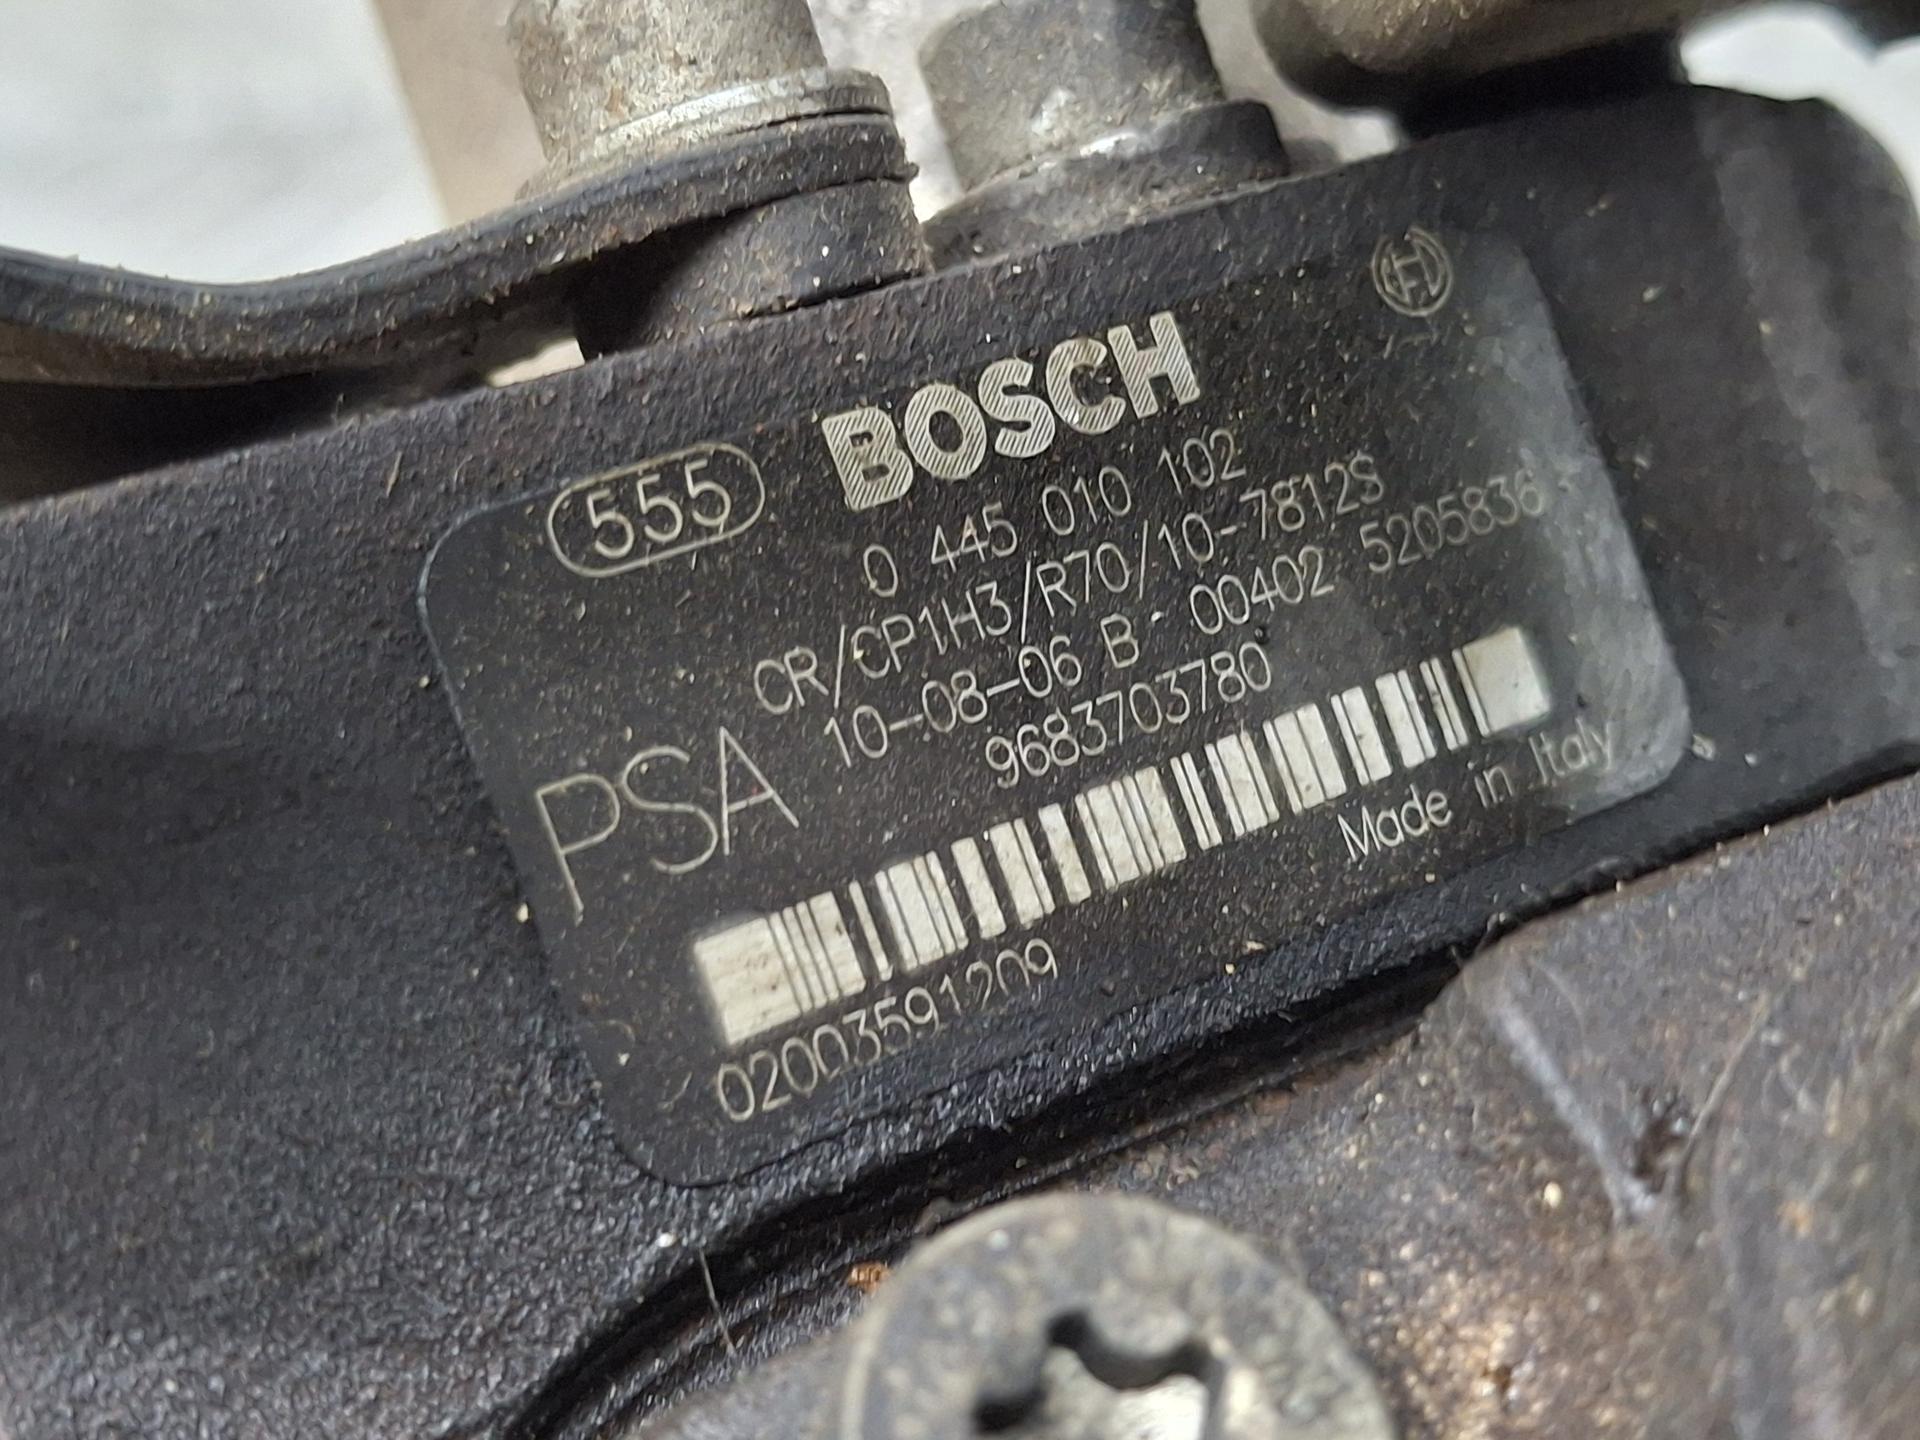 555 BOSCH
0 445 010 102
CR/CP1H3/R70/10-7812S
10-08-06 B 00402 5205836
PSA 9683703780
Made in Italy
02003591209